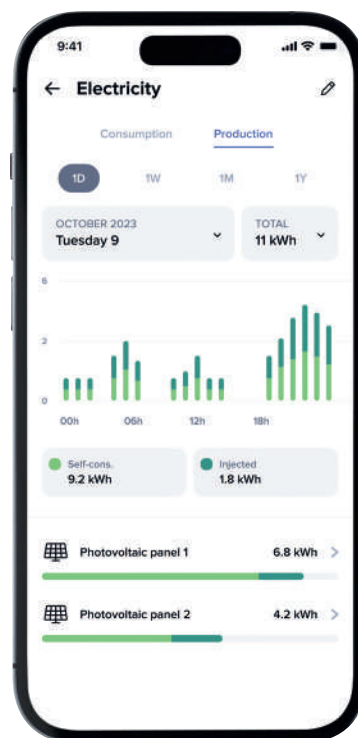 9:41
Electricity
Consumption Production
1D 1W 1M 1Y
OCTOBER 2023 TOTAL
Tuesday 9 11 kWh
6
2
0
00h 06h 12h 18h
Self-cons. Injected
9.2 kWh 1.8 kWh
Photovoltaic panel 1 6.8 kWh
Photovoltaic panel 2 4.2 kWh